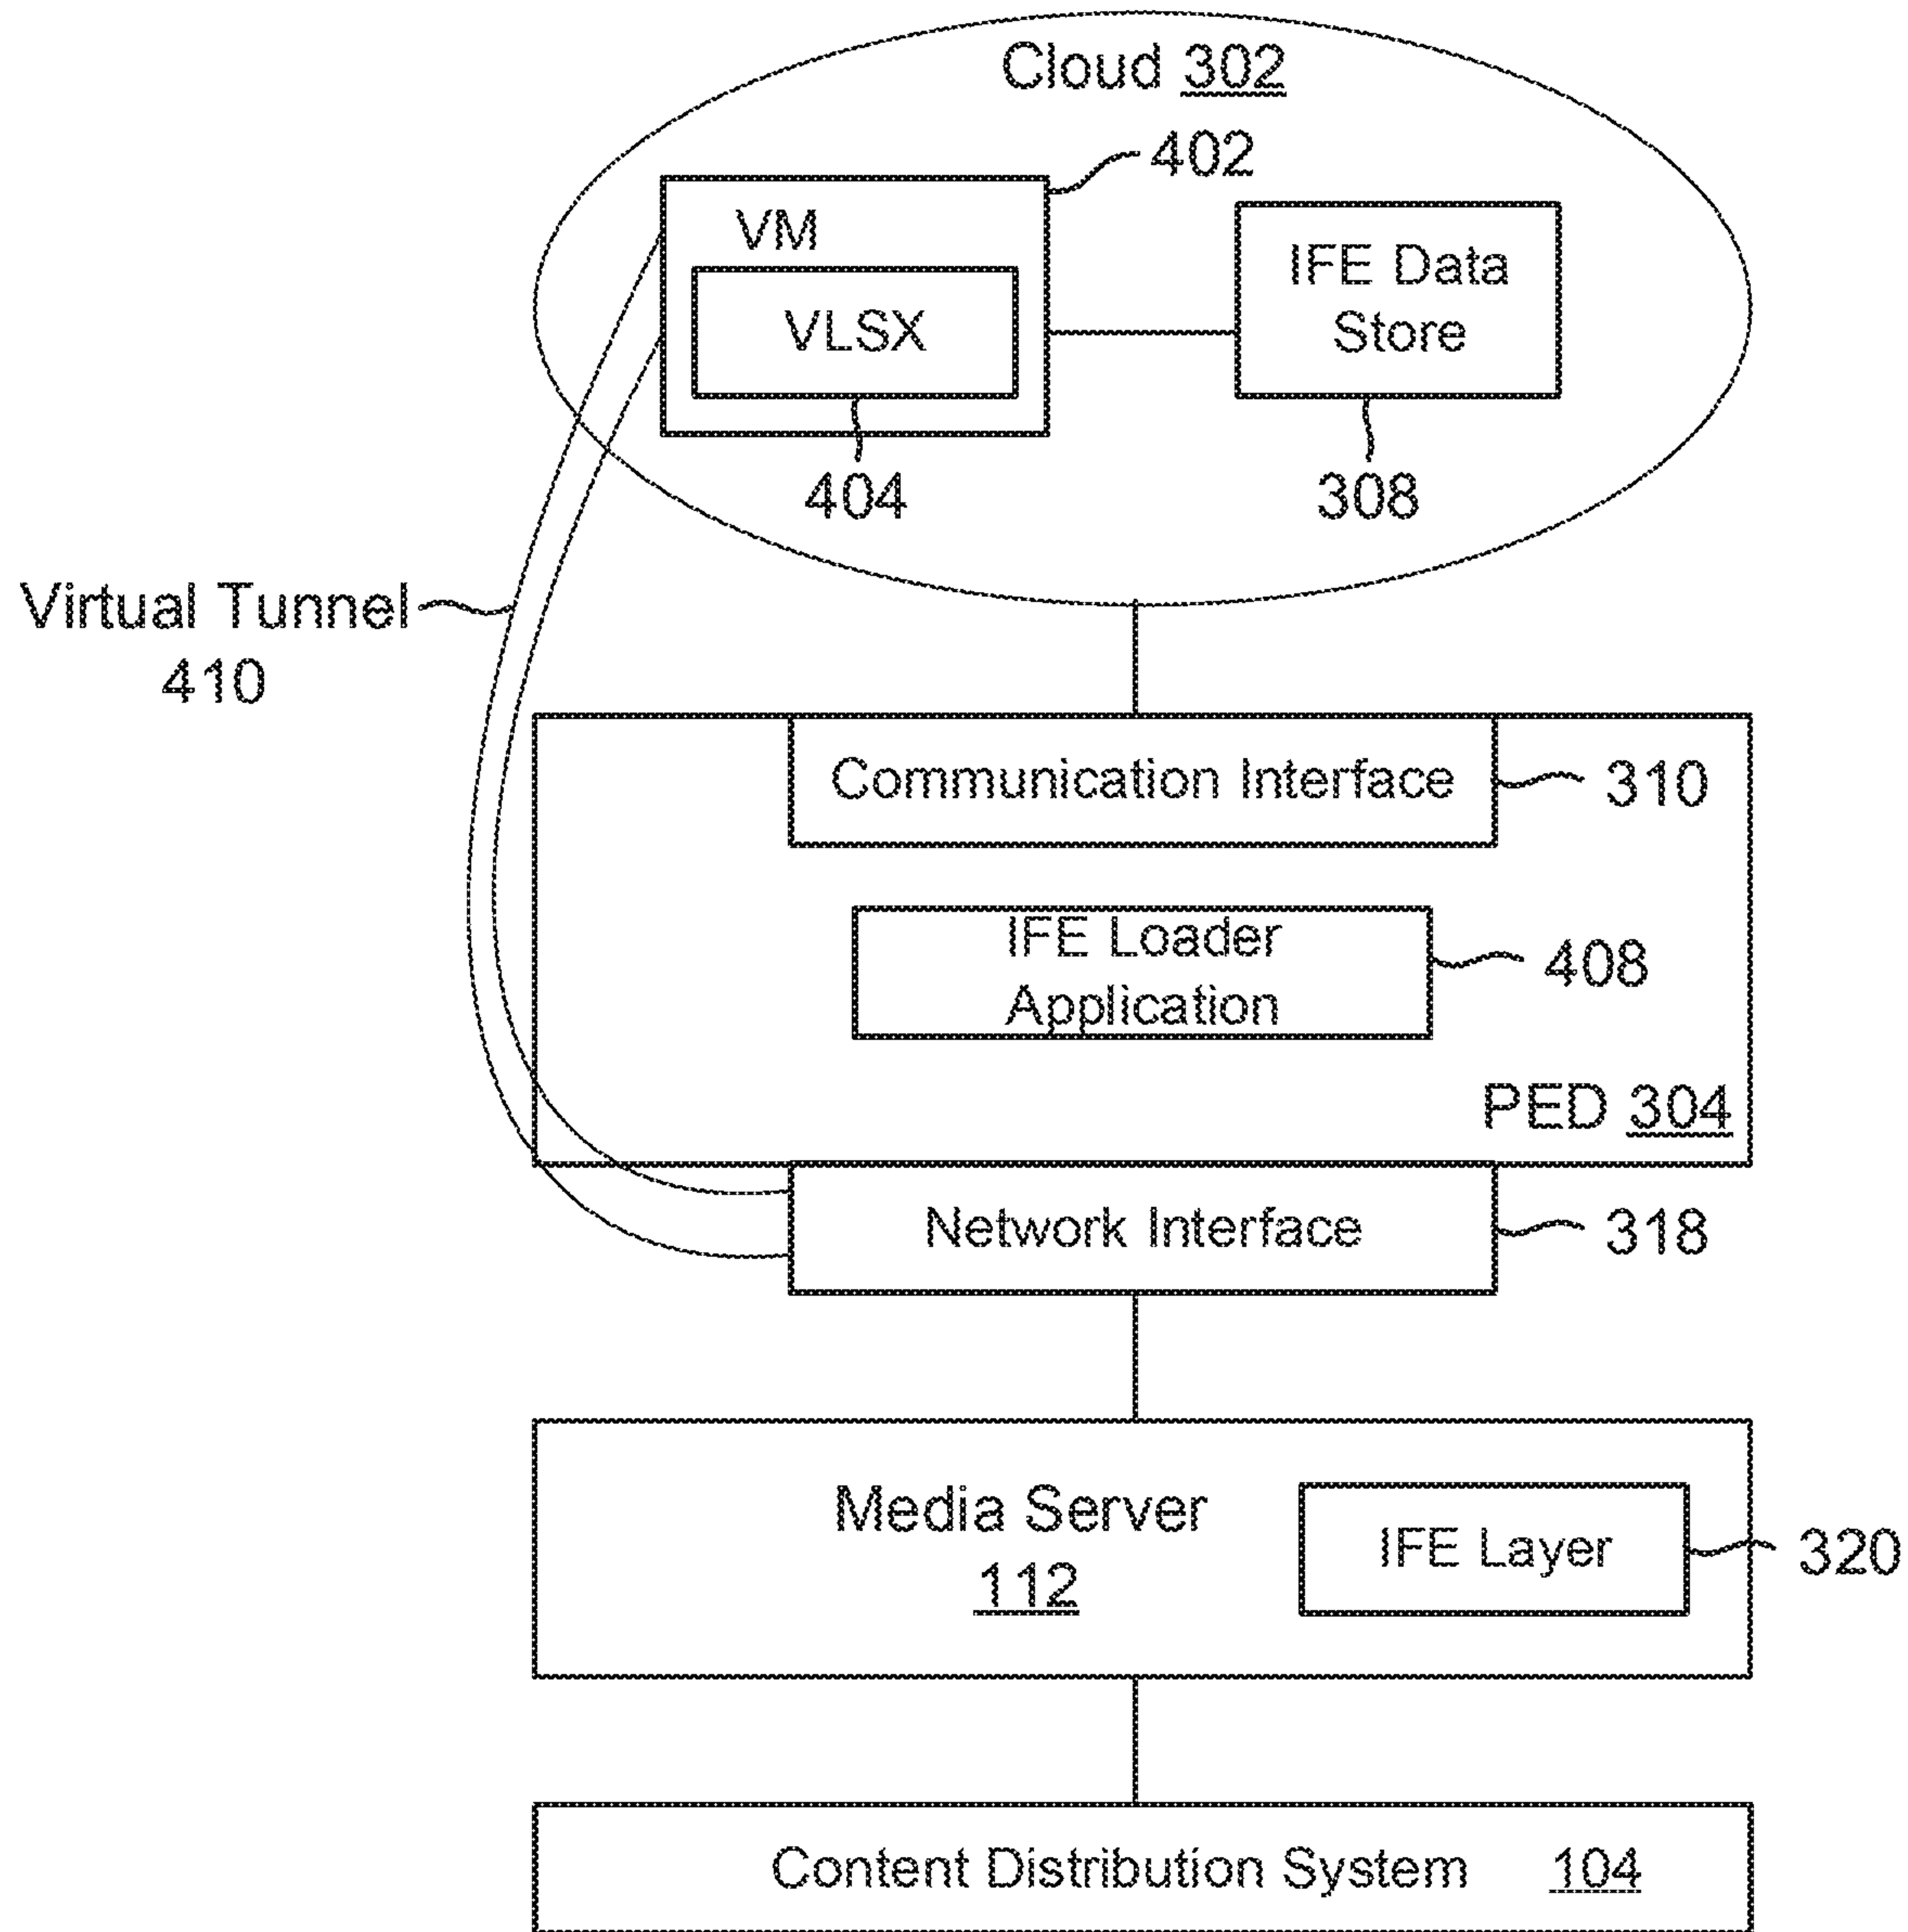 Cloud 302
402
VM
VLSX
IFE Data
Store
404
308
Virtual Tunnel
410
Communication Interface
310
IFE Loader
Application
408
PED 304
Network Interface
318
Media Server
112
IFE Layer
320
Content Distribution System 104